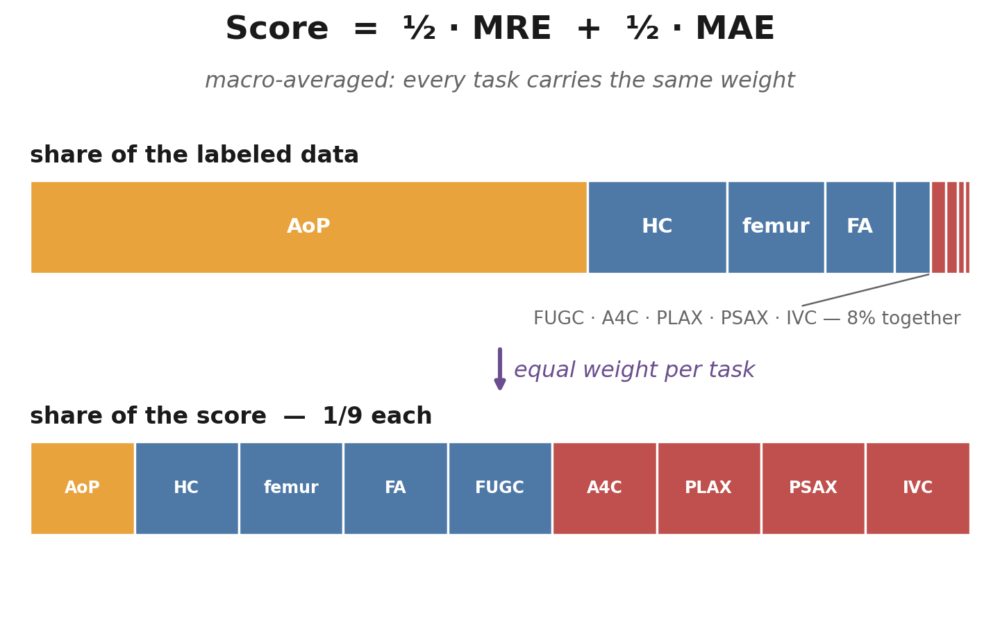 Score = ½ · MRE + ½ · MAE
macro-averaged: every task carries the same weight
share of the labeled data
AoP HC femur FA
FUGC · A4C · PLAX · PSAX · IVC — 8% together
equal weight per task
share of the score — 1/9 each
AoP HC femur FA FUGC A4C PLAX PSAX IVC